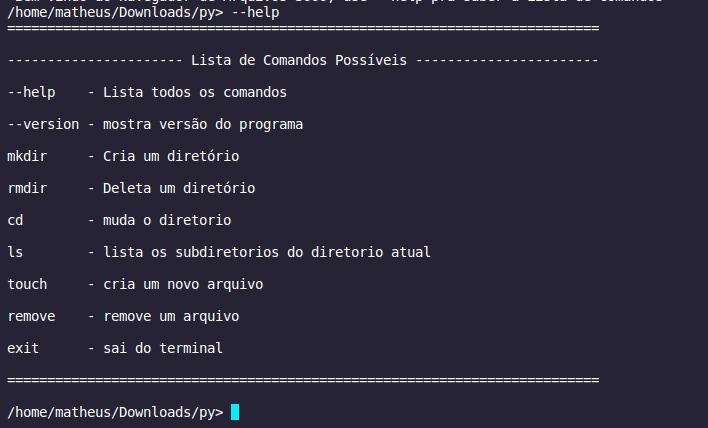 /home/matheus/Downloads/py> --help
==========================================================================
---------------------- Lista de Comandos Possíveis -----------------------
--help    - Lista todos os comandos
--version - mostra versão do programa
mkdir     - Cria um diretório
rmdir     - Deleta um diretório
cd        - muda o diretorio
ls        - lista os subdiretorios do diretorio atual
touch     - cria um novo arquivo
remove    - remove um arquivo
exit      - sai do terminal
==========================================================================
/home/matheus/Downloads/py>